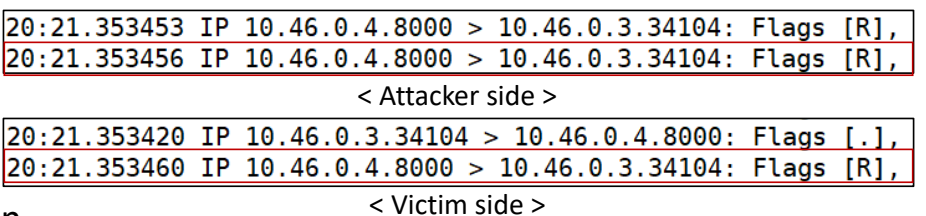 20:21.353453 IP 10.46.0.4.8000 > 10.46.0.3.34104: Flags [R],
20:21.353456 IP 10.46.0.4.8000 > 10.46.0.3.34104: Flags [R],
< Attacker side >
20:21.353420 IP 10.46.0.3.34104 > 10.46.0.4.8000: Flags [.],
20:21.353460 IP 10.46.0.4.8000 > 10.46.0.3.34104: Flags [R],
< Victim side >